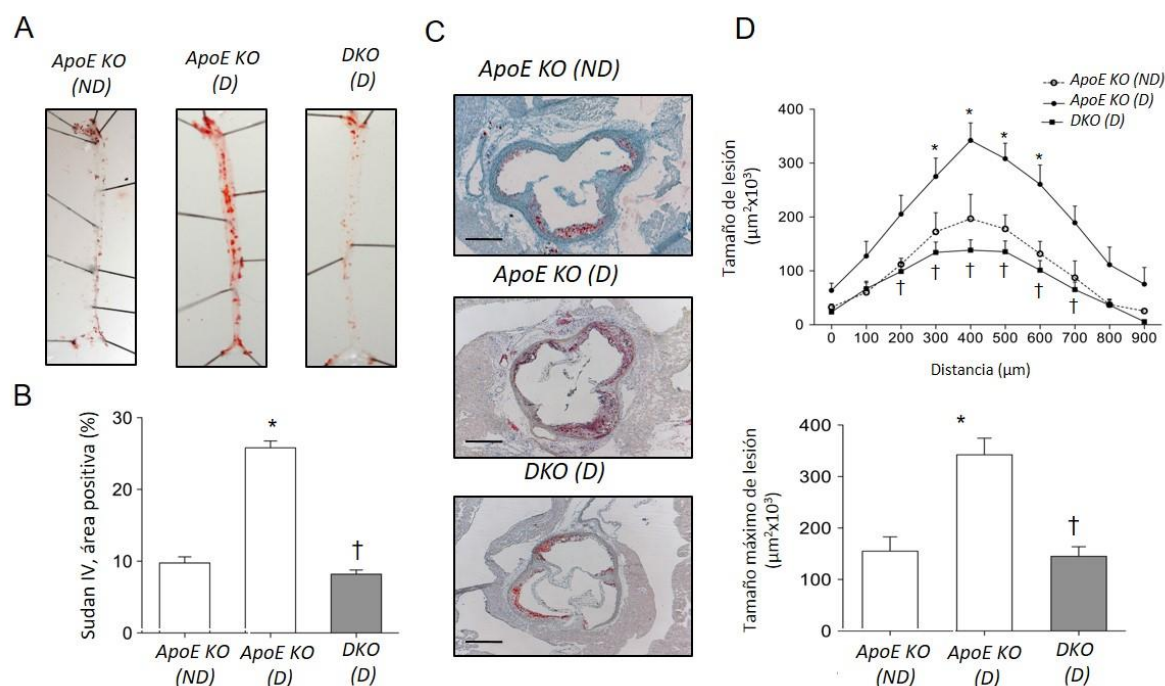 A
ApoE KO
(ND)
ApoE KO
(D)
DKO
(D)
B
Sudan IV, área positiva (%)
30
20
10
0
*
†
ApoE KO
(ND)
ApoE KO
(D)
DKO
(D)
C
ApoE KO (ND)
ApoE KO (D)
DKO (D)
D
ApoE KO (ND)
ApoE KO (D)
DKO (D)
Tamaño de lesión
(µm²x10³)
400
300
200
100
0
* * * *
† † † † † †
0 100 200 300 400 500 600 700 800 900
Distancia (µm)
Tamaño máximo de lesión
(µm²x10³)
400
300
200
100
0
*
†
ApoE KO
(ND)
ApoE KO
(D)
DKO
(D)